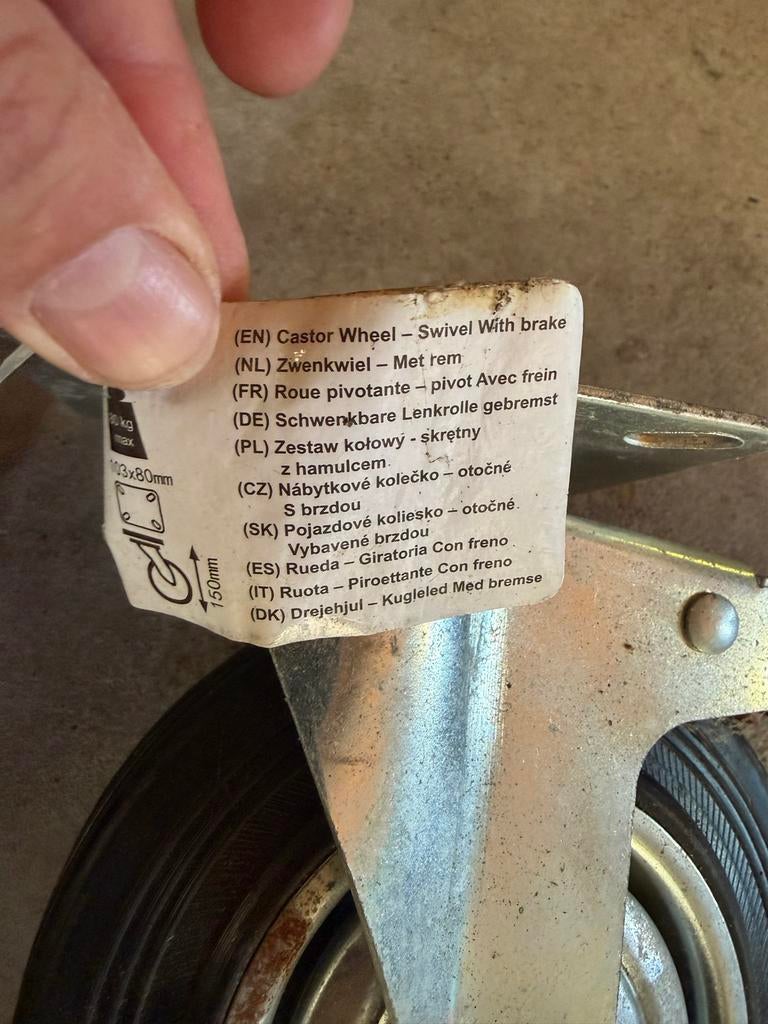 (EN) Castor Wheel – Swivel With brake
(NL) Zwenkwiel – Met rem
(FR) Roue pivotante – pivot Avec frein
(DE) Schwenkbare Lenkrolle gebremst
(PL) Zestaw kołowy - skrętny
z hamulcem
(CZ) Nábytkové kolečko – otočné
S brzdou
(SK) Pojazdové koliesko – otočné
Vybavené brzdou
(ES) Rueda – Giratoria Con freno
(IT) Ruota – Piroettante Con freno
(DK) Drejehjul – Kugleled Med bremse
kg
max
103x80mm
150mm